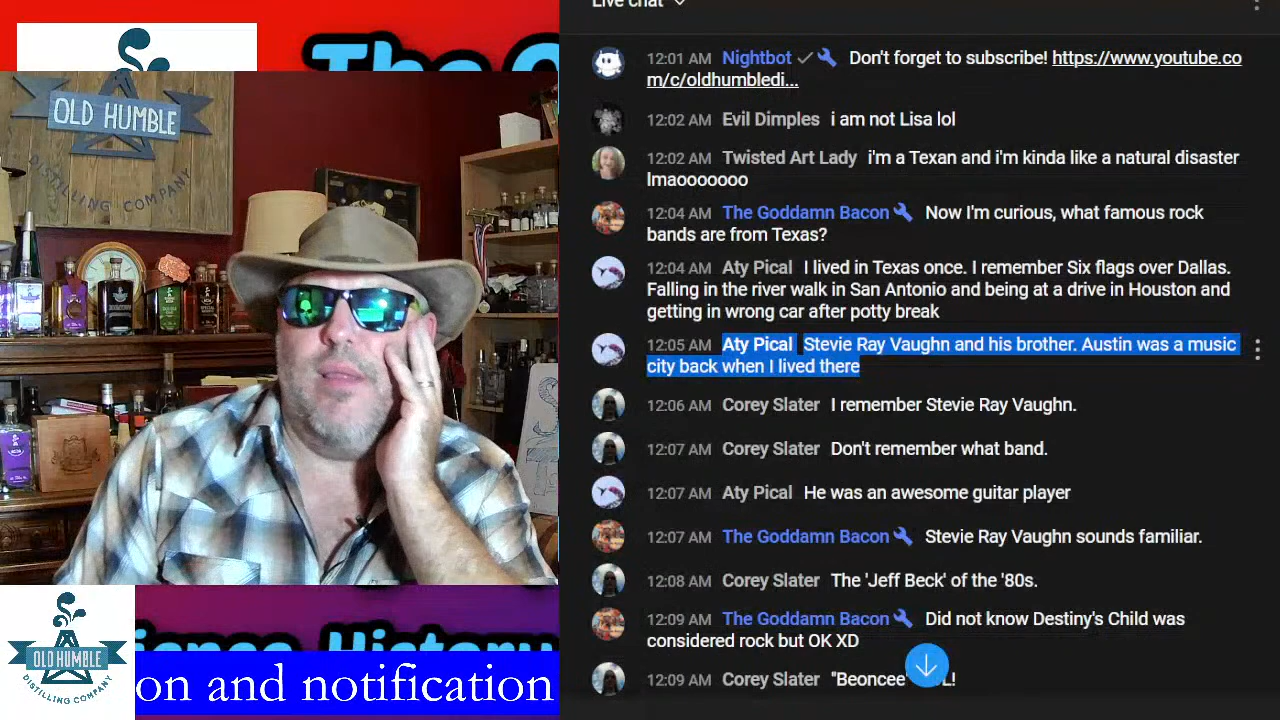 The
OLD HUMBLE
DISTILLING COMPANY
OLD HUMBLE
DISTILLING COMPANY
ience, History
on and notification
Live chat
12:01 AM Nightbot Don't forget to subscribe! https://www.youtube.co
m/c/oldhumbledi...
12:02 AM Evil Dimples i am not Lisa lol
12:02 AM Twisted Art Lady i'm a Texan and i'm kinda like a natural disaster
lmaooooooo
12:04 AM The Goddamn Bacon Now I'm curious, what famous rock
bands are from Texas?
12:04 AM Aty Pical I lived in Texas once. I remember Six flags over Dallas.
Falling in the river walk in San Antonio and being at a drive in Houston and
getting in wrong car after potty break
12:05 AM Aty Pical Stevie Ray Vaughn and his brother. Austin was a music
city back when I lived there
12:06 AM Corey Slater I remember Stevie Ray Vaughn.
12:07 AM Corey Slater Don't remember what band.
12:07 AM Aty Pical He was an awesome guitar player
12:07 AM The Goddamn Bacon Stevie Ray Vaughn sounds familiar.
12:08 AM Corey Slater The 'Jeff Beck' of the '80s.
12:09 AM The Goddamn Bacon Did not know Destiny's Child was
considered rock but OK XD
12:09 AM Corey Slater "Beoncee"